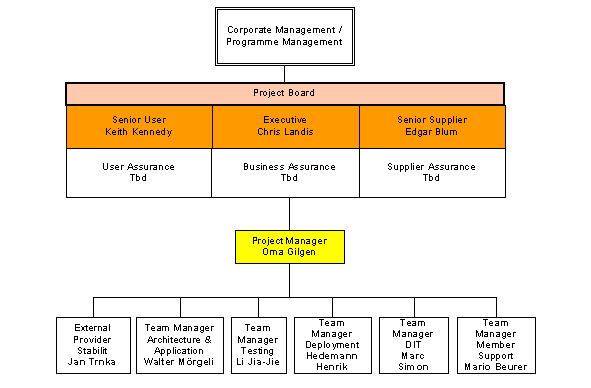 Corporate Management /
Programme Management
Project Board
Senior User
Keith Kennedy
Executive
Chris Landis
Senior Supplier
Edgar Blum
User Assurance
Tbd
Business Assurance
Tbd
Supplier Assurance
Tbd
Project Manager
Orna Gilgen
External
Provider
Stabilit
Jan Trnka
Team Manager
Architecture &
Application
Walter Mörgeli
Team
Manager
Testing
Li Jia-Jie
Team
Manager
Deployment
Hedemann
Henrik
Team
Manager
DIT
Marc
Simon
Team
Manager
Member
Support
Mario Beurer